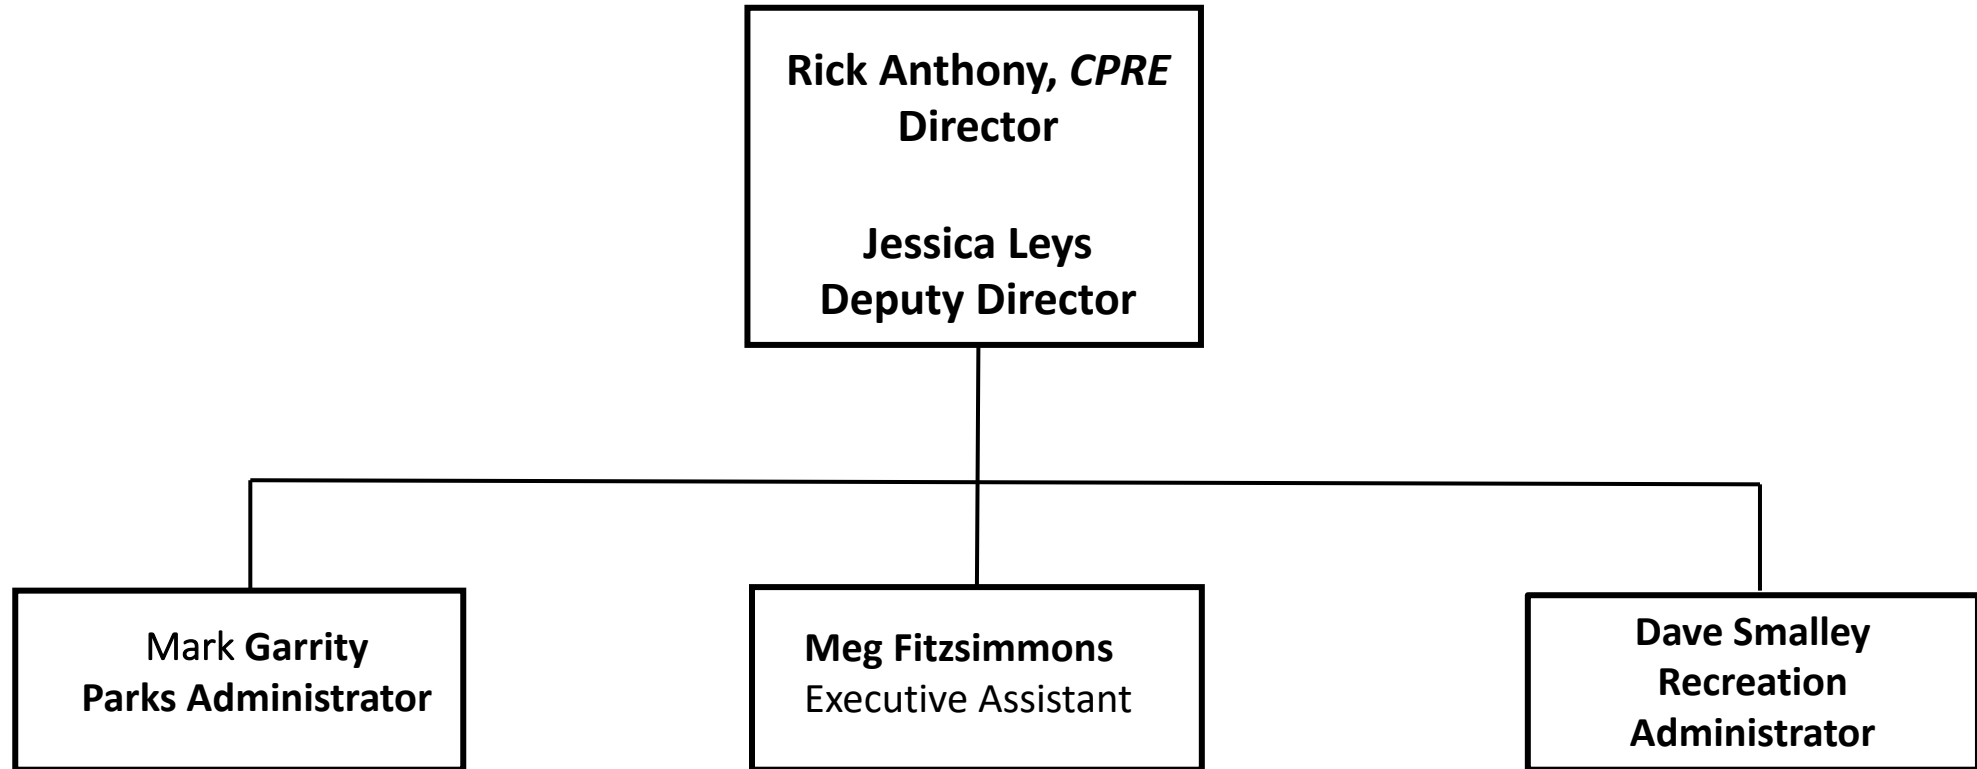 Rick Anthony, CPRE
Director
Jessica Leys
Deputy Director
Mark Garrity
Parks Administrator
Meg Fitzsimmons
Executive Assistant
Dave Smalley
Recreation
Administrator